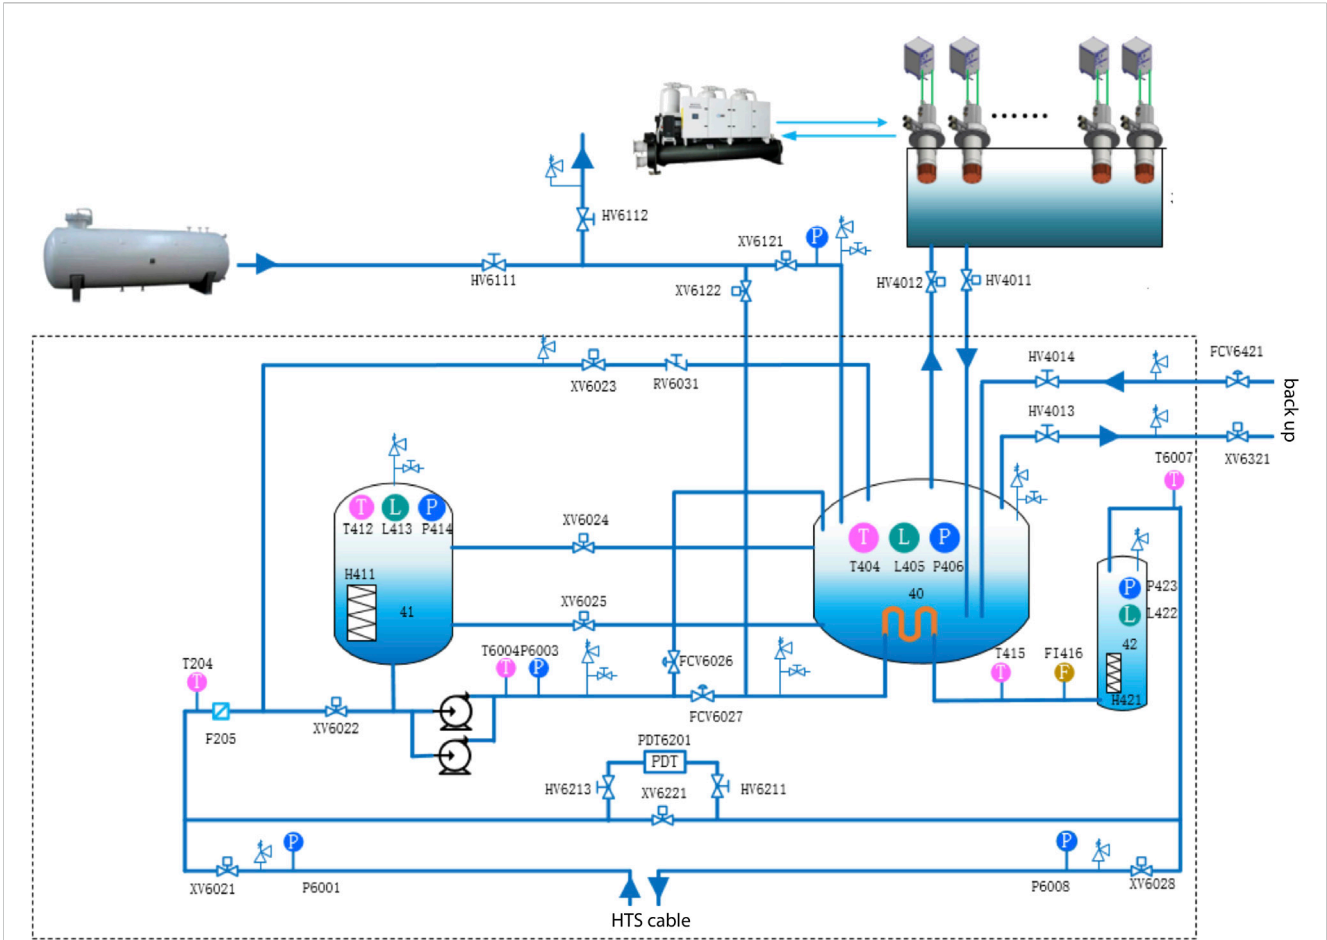 HV6112
XV6121
P
HV6111
XV6122
HV4012
HV4011
XV6023
RV6031
HV4014
FCV6421
HV4013
XV6321
back up
T6007
T
T
L
P
T412
L413
P414
H411
41
XV6024
XV6025
T
L
P
T404
L405
P406
40
P
P423
L
L422
42
H421
T204
T
F205
XV6022
T6004
P6003
T
P
FCV6026
FCV6027
T415
T
FI416
F
PDT6201
PDT
HV6213
XV6221
HV6211
XV6021
P
P6001
P
P6008
XV6028
HTS cable